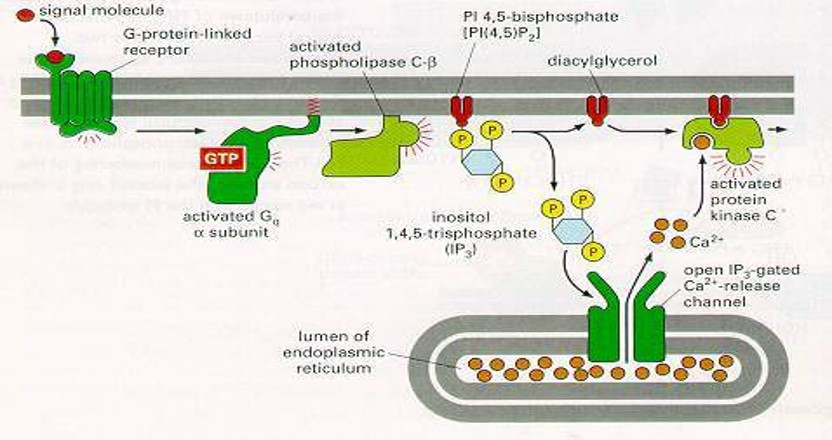 signal molecule
G-protein-linked
receptor
activated
phospholipase C-β
PI 4,5-bisphosphate
[PI(4,5)P₂]
diacylglycerol
GTP
activated Gq
α subunit
P
P
P
inositol
1,4,5-trisphosphate
(IP₃)
P
P
P
activated
protein
kinase C
Ca²⁺
open IP₃-gated
Ca²⁺-release
channel
lumen of
endoplasmic
reticulum